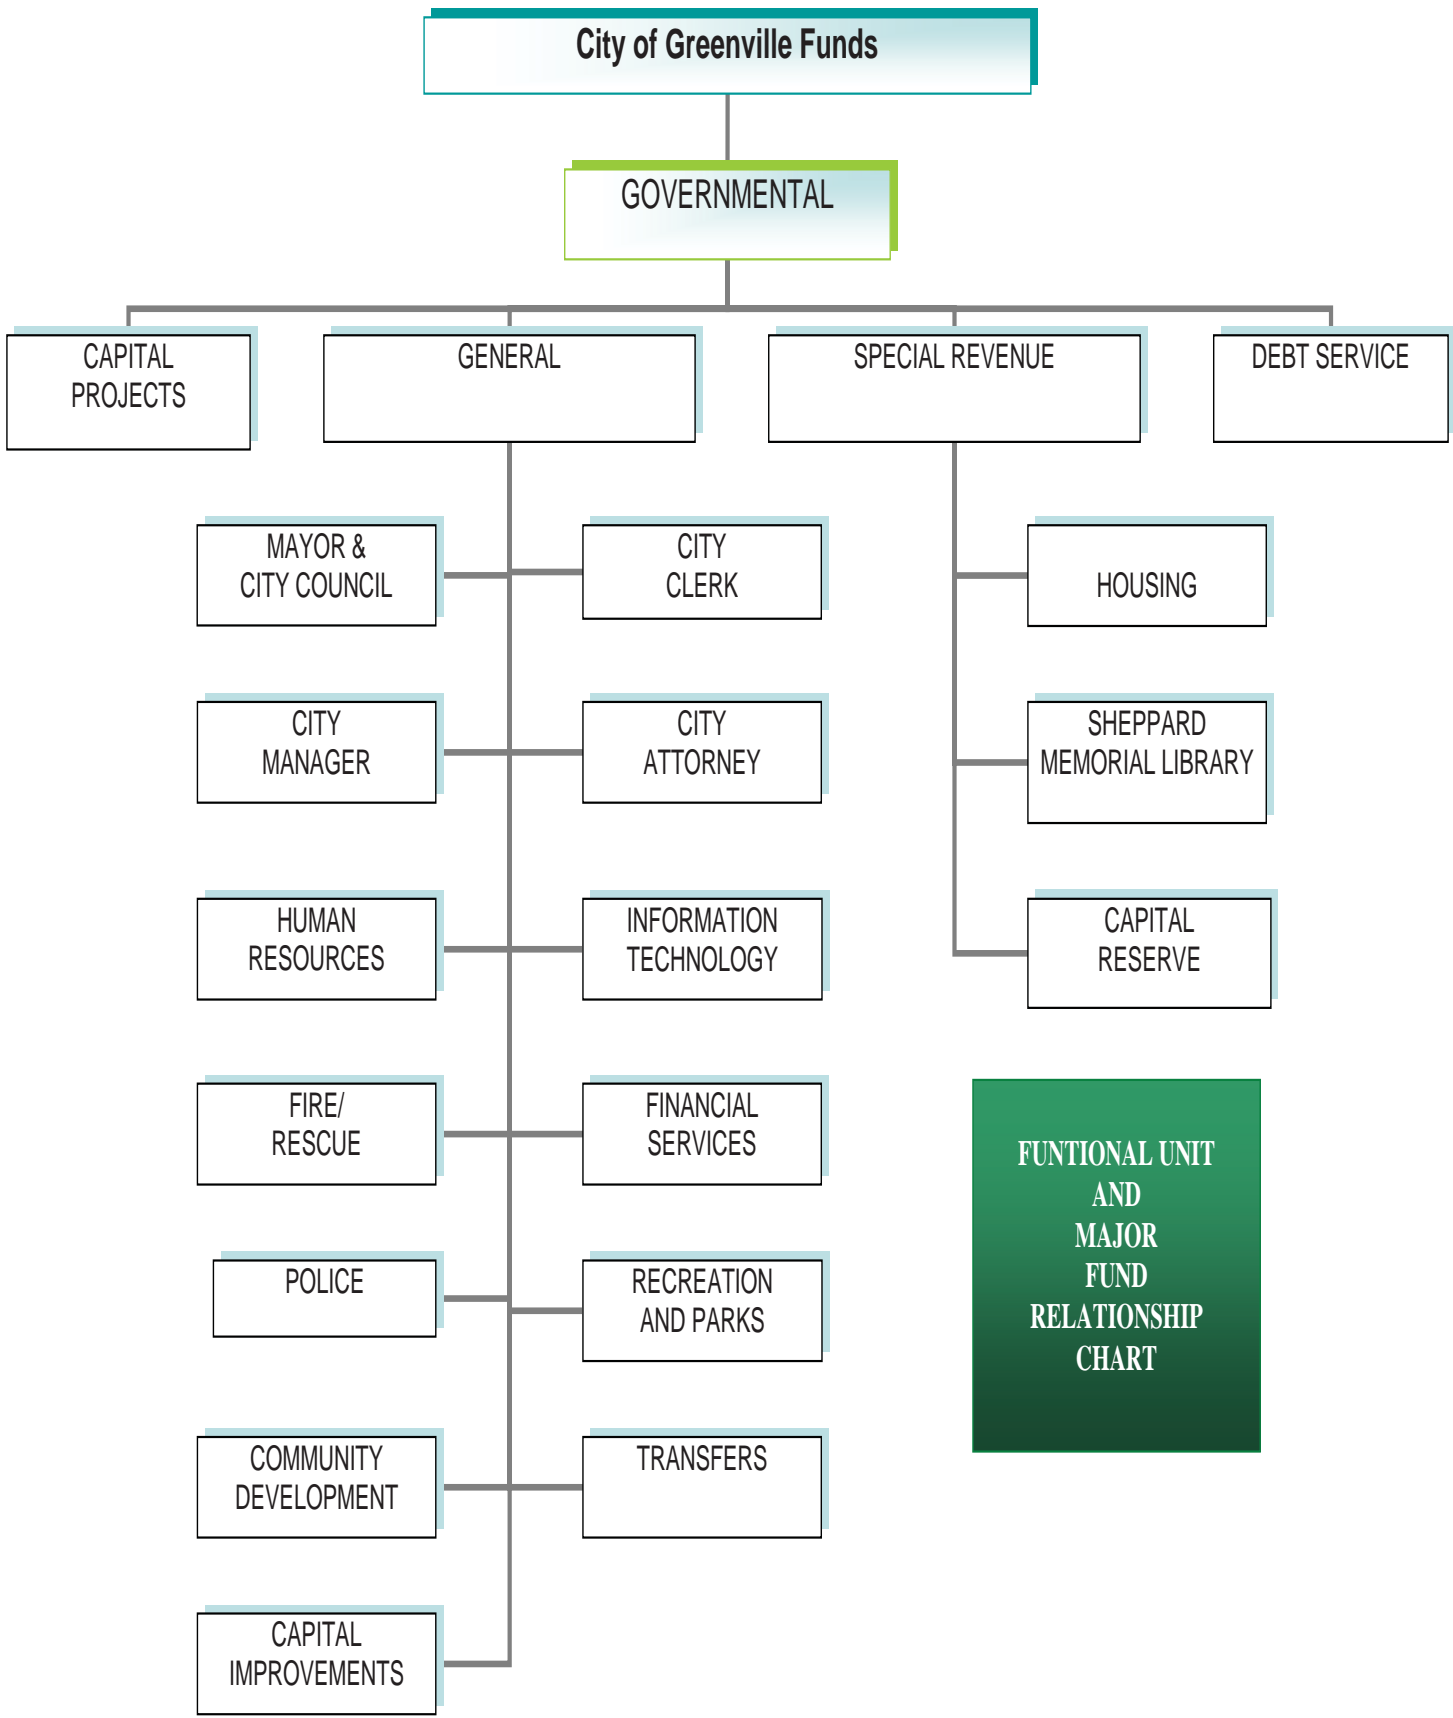 City of Greenville Funds
GOVERNMENTAL
CAPITAL
PROJECTS
GENERAL
SPECIAL REVENUE
DEBT SERVICE
MAYOR &
CITY COUNCIL
CITY
CLERK
HOUSING
CITY
MANAGER
CITY
ATTORNEY
SHEPPARD
MEMORIAL LIBRARY
HUMAN
RESOURCES
INFORMATION
TECHNOLOGY
CAPITAL
RESERVE
FIRE/
RESCUE
FINANCIAL
SERVICES
FUNTIONAL UNIT
AND
MAJOR
FUND
RELATIONSHIP
CHART
POLICE
RECREATION
AND PARKS
COMMUNITY
DEVELOPMENT
TRANSFERS
CAPITAL
IMPROVEMENTS